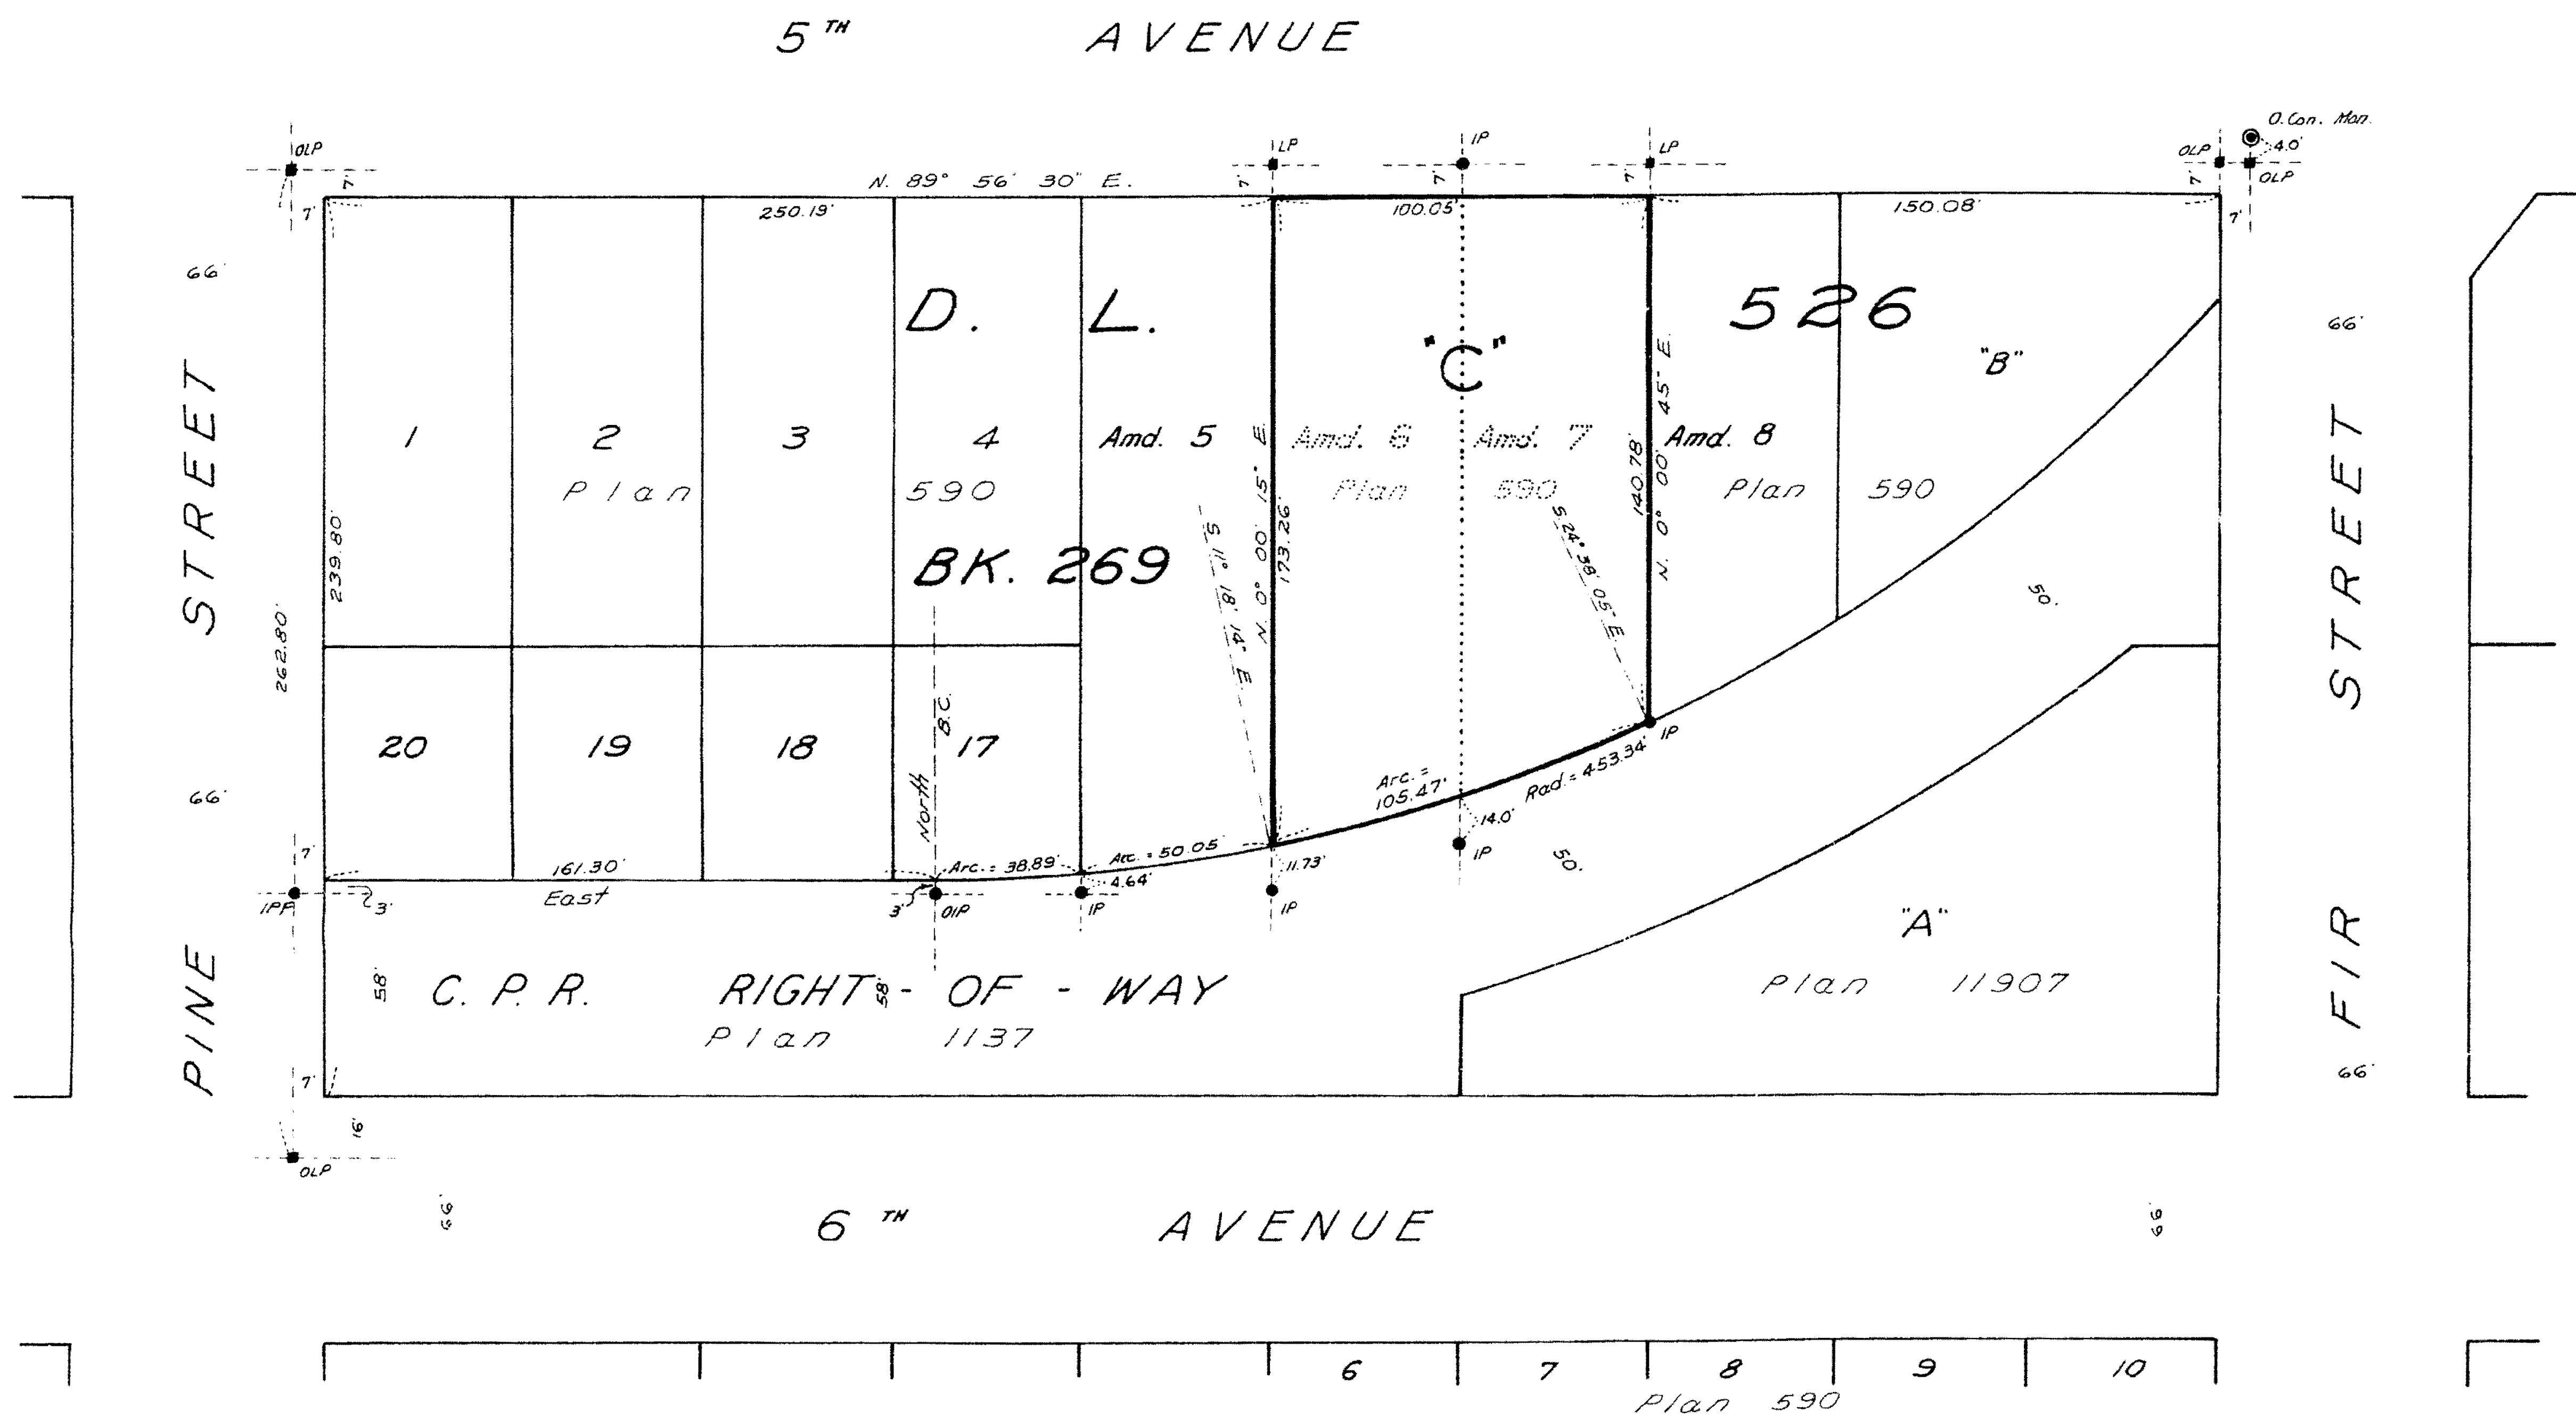 5TH AVENUE
O. Con. Mon.
OLP LP IP LP OLP 4.0'
OLP
7' 7' 7' 7' 7'
N. 89° 56' 30" E.
7' 250.19' 100.05' 150.08' 7'
66' 66'
D. L. 526
"C" "B"
1 2 3 4 Amd. 5 Amd. 6 Amd. 7 Amd. 8
Plan 590 Plan 590 Plan 590
PINE STREET
FIR STREET
239.80'
262.80'
BK. 269
N. 0° 00' 15" E.
173.26'
S. 11° 18' 14" E.
S. 24° 38' 05" E.
140.78'
N. 0° 00' 45" E.
50'
20 19 18 17
North B.C.
IP
Rad. = 453.34'
Arc. = 105.47'
14.0'
IP
66'
7' 161.30' Arc. = 38.89' Arc. = 50.05' 11.73' 50'
4.64'
IPF 3' East 3' OIP IP IP
"A"
58' C. P. R. RIGHT - OF - WAY 58'
Plan 1137
Plan 11907
7' 66'
16'
OLP
66' 66'
6TH AVENUE
6 7 8 9 10
Plan 590